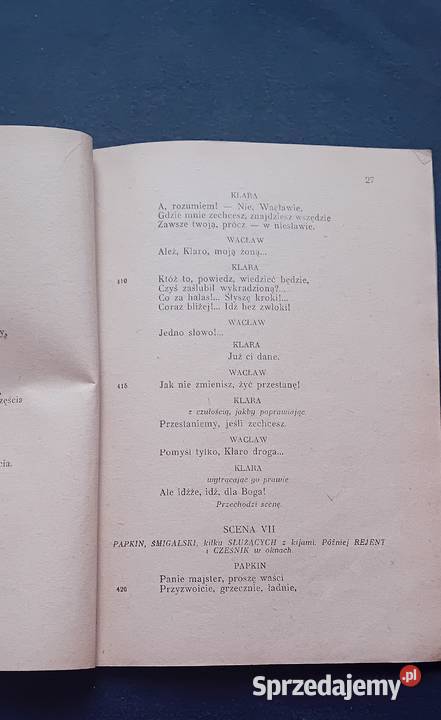 27
KLARA
A, rozumiem! — Nie, Wacławie,
Gdzie mnie zechcesz, znajdziesz wszędzie
Zawsze twoją, prócz — w niesławie.
WACŁAW
Ależ, Klaro, moją żoną...
KLARA
410 Któż to, powiedz, wiedzieć będzie,
Czyś zaślubił wykradzioną?...
Co za hałas!... Słyszę kroki!...
Coraz bliżej!... Idź bez zwłoki!
WACŁAW
Jedno słowo!...
KLARA
Już ci dane.
WACŁAW
415 Jak nie zmienisz, żyć przestanę!
KLARA
z czułością, jakby poprawiając
Przestaniemy, jeśli zechcesz.
WACŁAW
Pomyśl tylko, Klaro droga...
KLARA
wytrącając go prawie
Ale idźże, idź, dla Boga!
Przechodzi scenę.
SCENA VII
PAPKIN, ŚMIGALSKI, kilku SŁUŻĄCYCH z kijami. Później REJENT
i CZEŚNIK w oknach.
PAPKIN
Panie majster, proszę waści
420 Przyzwoicie, grzecznie, ładnie,
zęścia
cia.
Sprzedajemy.pl